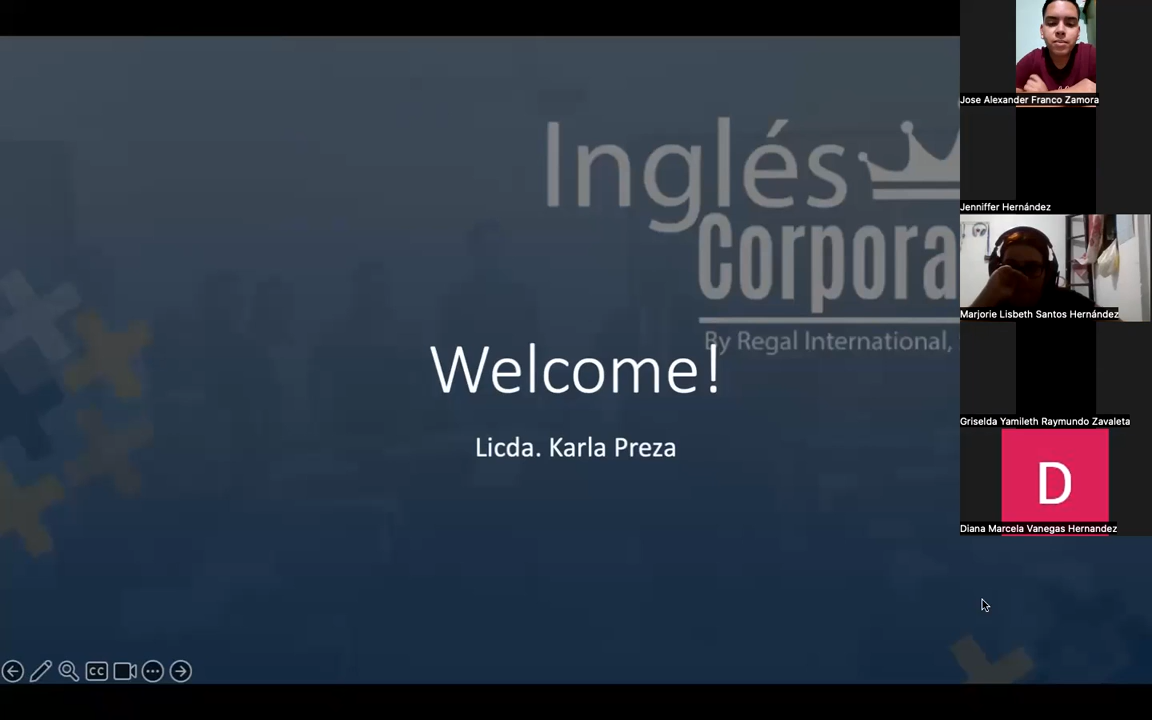 Inglés
Corpora
By Regal International,
Welcome!
Licda. Karla Preza
CC
Jose Alexander Franco Zamora
Jenniffer Hernández
Marjorie Lisbeth Santos Hernández
Griselda Yamileth Raymundo Zavaleta
D
Diana Marcela Vanegas Hernandez